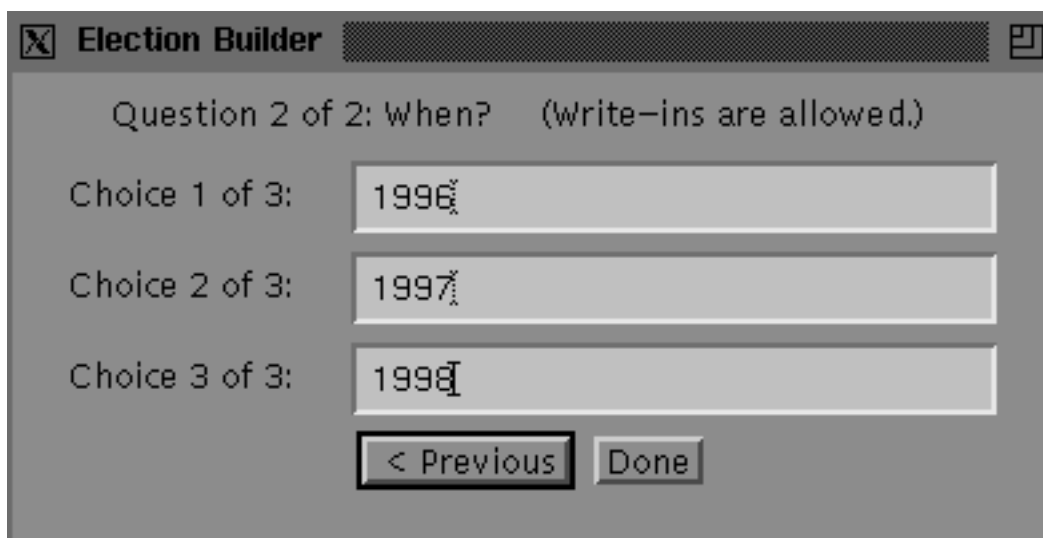 Election Builder
Question 2 of 2: When? (Write-ins are allowed.)
Choice 1 of 3: 1996
Choice 2 of 3: 1997
Choice 3 of 3: 1998
< Previous Done